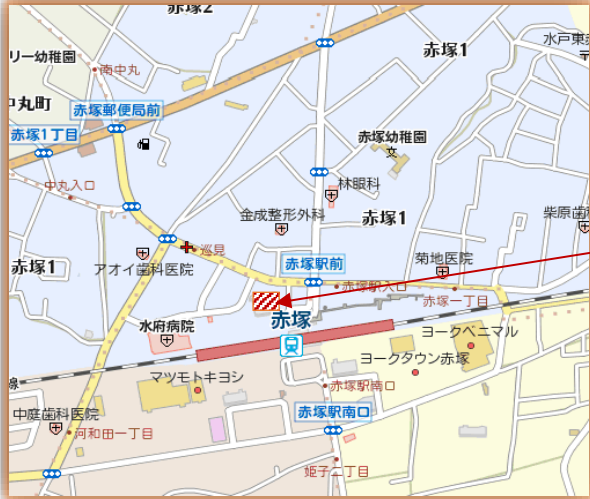 赤塚2
赤塚1
水戸東赤
リー幼稚園
南中丸
中丸町
赤塚郵便局前
赤塚1丁目
赤塚幼稚園
中丸入口
林眼科
金成整形外科
赤塚1
柴原歯科
巡見
赤塚1
アオイ歯科医院
赤塚駅前
菊地医院
赤塚駅入口
赤塚一丁目
赤塚
水府病院
ヨークベニマル
ヨークタウン赤塚
線
マツモトキヨシ
赤塚駅南口
中庭歯科医院
赤塚駅南口
河和田一丁目
姫子二丁目